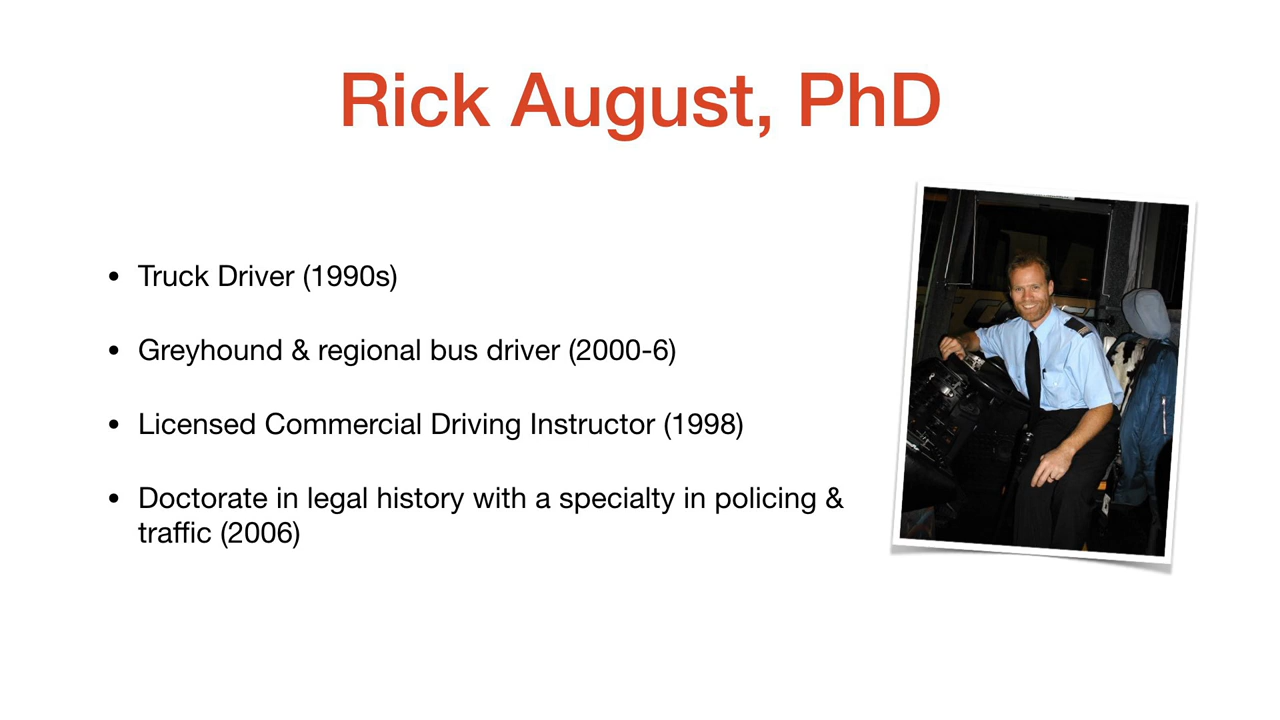 Rick August, PhD
• Truck Driver (1990s)
• Greyhound & regional bus driver (2000-6)
• Licensed Commercial Driving Instructor (1998)
• Doctorate in legal history with a specialty in policing &
traffic (2006)